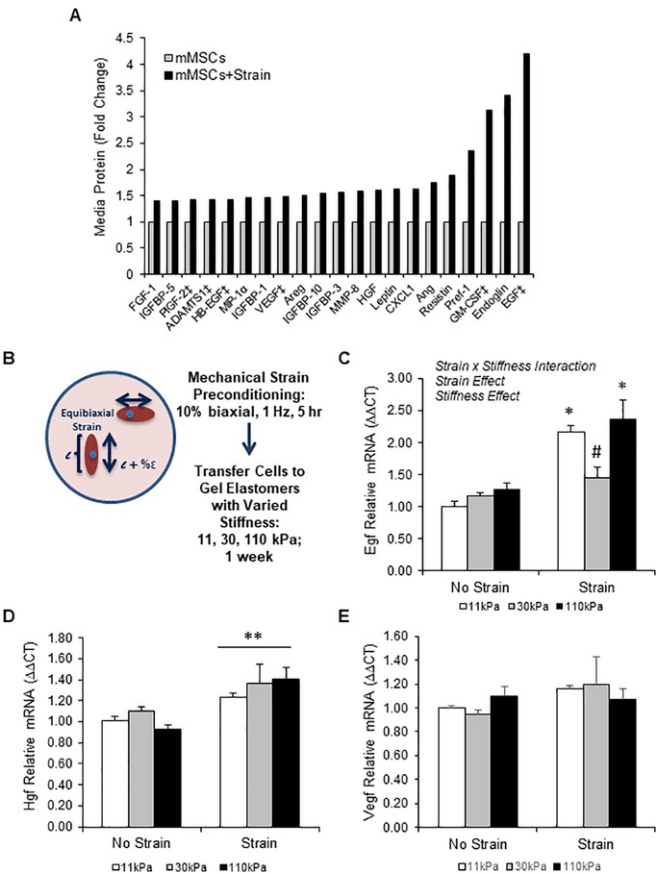 A
Media Protein (Fold Change)
4.5
4
3.5
3
2.5
2
1.5
1
0.5
0
mMSCs
mMSCs+Strain
FGF-1
IGFBP-5
PlGF-2‡
ADAMTS1‡
HB-EGF‡
MIP-1α
IGFBP-1
VEGF‡
Areg
IGFBP-10
IGFBP-3
MMP-8
HGF
Leptin
CXCL1
Ang
Resistin
Pref-1
GM-CSF‡
Endoglin
EGF‡
B
Equibiaxial
Strain
ℓ
ℓ + %ε
Mechanical Strain
Preconditioning:
10% biaxial, 1 Hz, 5 hr
Transfer Cells to
Gel Elastomers
with Varied
Stiffness:
11, 30, 110 kPa;
1 week
C
Strain x Stiffness Interaction
Strain Effect
Stiffness Effect
Egf Relative mRNA (ΔΔCT)
3.00
2.50
2.00
1.50
1.00
0.50
0.00
* # *
No Strain Strain
11kPa 30kPa 110kPa
D
Hgf Relative mRNA (ΔΔCT)
1.80
1.60
1.40
1.20
1.00
0.80
0.60
0.40
0.20
0.00
**
No Strain Strain
11kPa 30kPa 110kPa
E
Vegf Relative mRNA (ΔΔCT)
1.60
1.40
1.20
1.00
0.80
0.60
0.40
0.20
0.00
No Strain Strain
11kPa 30kPa 110kPa